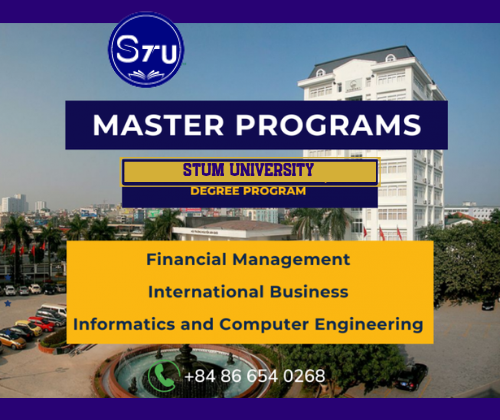 STU
MASTER PROGRAMS
STUM UNIVERSITY
DEGREE PROGRAM
Financial Management
International Business
Informatics and Computer Engineering
+84 86 654 0268